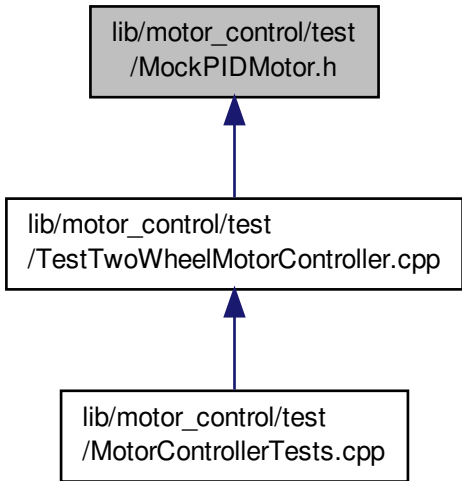 lib/motor_control/test
/MockPIDMotor.h
lib/motor_control/test
/TestTwoWheelMotorController.cpp
lib/motor_control/test
/MotorControllerTests.cpp